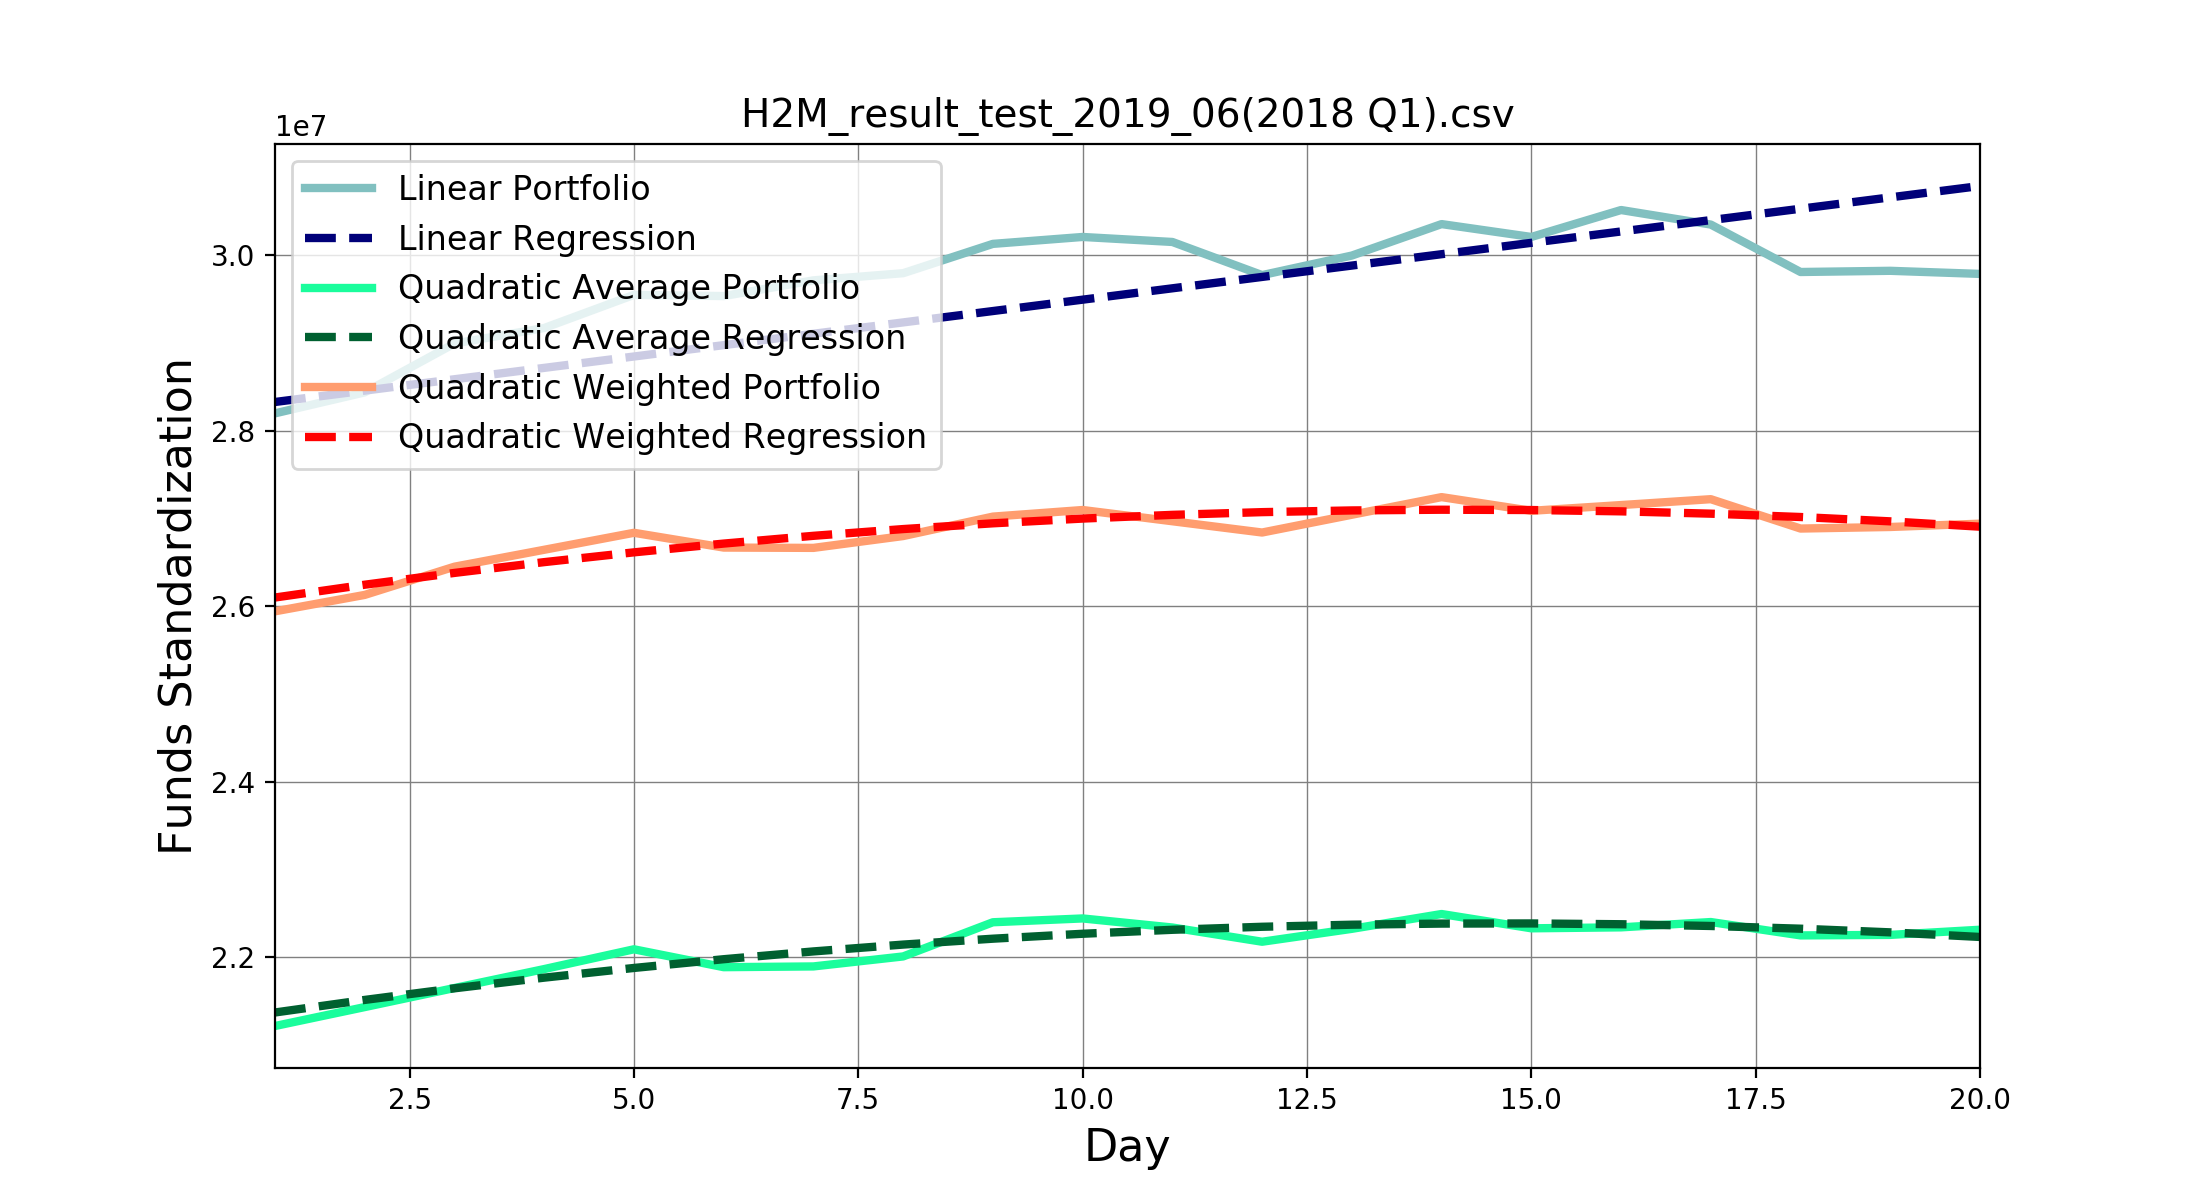 H2M_result_test_2019_06(2018 Q1).csv
1e7
Linear Portfolio
Linear Regression
Quadratic Average Portfolio
Quadratic Average Regression
Quadratic Weighted Portfolio
Quadratic Weighted Regression
3.0
2.8
2.6
2.4
2.2
Funds Standardization
2.5 5.0 7.5 10.0 12.5 15.0 17.5 20.0
Day